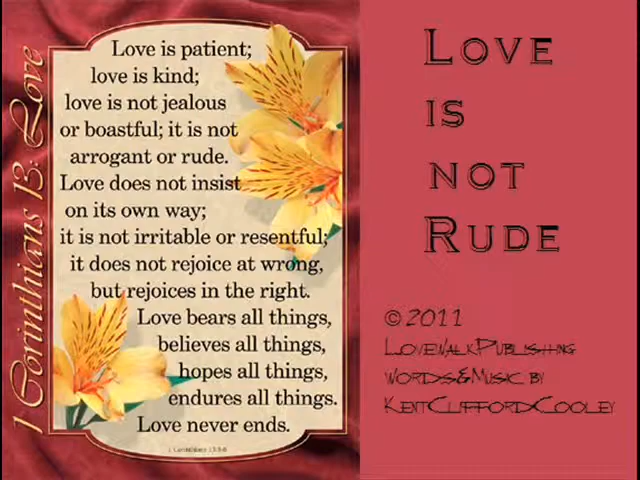 1 Corinthians 13: Love
Love is patient;
love is kind;
love is not jealous
or boastful; it is not
arrogant or rude.
Love does not insist
on its own way;
it is not irritable or resentful;
it does not rejoice at wrong,
but rejoices in the right.
Love bears all things,
believes all things,
hopes all things,
endures all things.
Love never ends.
Love
is
not
Rude
©2011
LoveWalkPublishing
Words&Music by
KentCliffordCooley